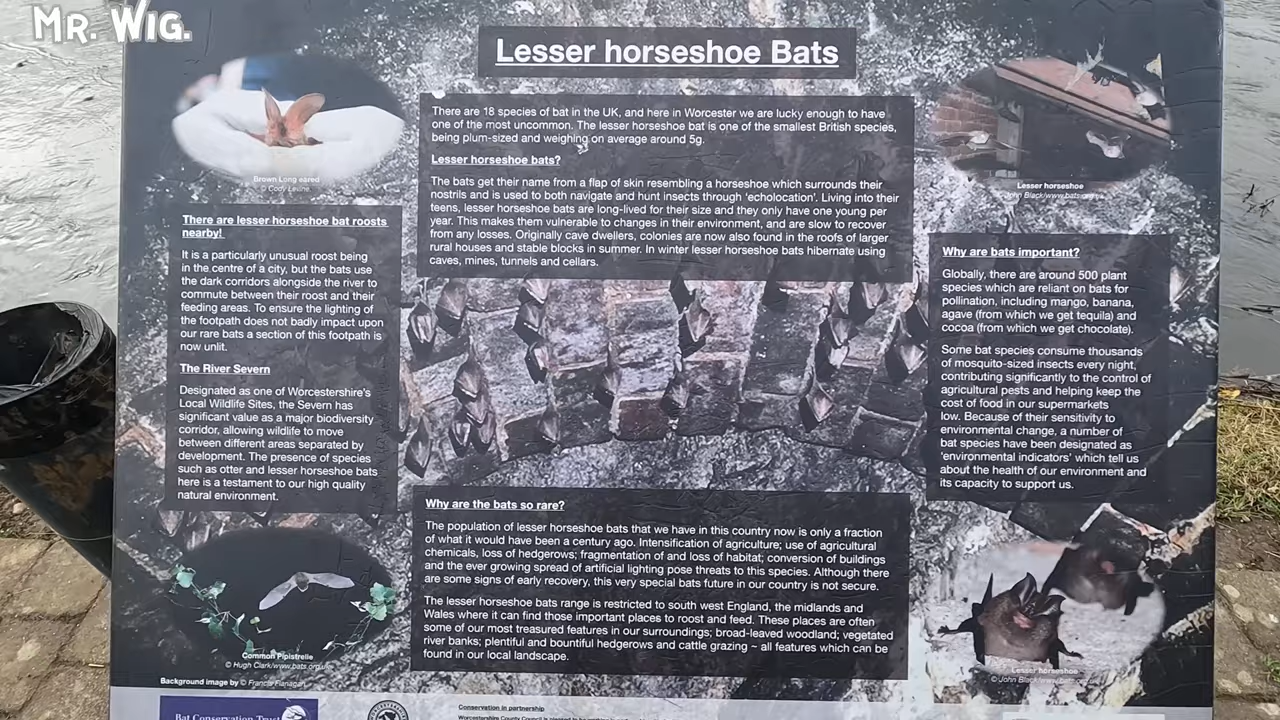 MR. WIG.
Lesser horseshoe Bats
There are 18 species of bat in the UK, and here in Worcester we are lucky enough to have
one of the most uncommon. The lesser horseshoe bat is one of the smallest British species,
being plum-sized and weighing on average around 5g.
Lesser horseshoe bats?
The bats get their name from a flap of skin resembling a horseshoe which surrounds their
nostrils and is used to both navigate and hunt insects through 'echolocation'. Living into their
teens, lesser horseshoe bats are long-lived for their size and they only have one young per
year. This makes them vulnerable to changes in their environment, and are slow to recover
from any losses. Originally cave dwellers, colonies are now also found in the roofs of larger
rural houses and stable blocks in summer. In winter lesser horseshoe bats hibernate using
caves, mines, tunnels and cellars.
Brown Long eared
© Cody Levine.
There are lesser horseshoe bat roosts
nearby!
It is a particularly unusual roost being
in the centre of a city, but the bats use
the dark corridors alongside the river to
commute between their roost and their
feeding areas. To ensure the lighting of
the footpath does not badly impact upon
our rare bats a section of this footpath is
now unlit.
The River Severn
Designated as one of Worcestershire's
Local Wildlife Sites, the Severn has
significant value as a major biodiversity
corridor, allowing wildlife to move
between different areas separated by
development. The presence of species
such as otter and lesser horseshoe bats
here is a testament to our high quality
natural environment.
Lesser horseshoe
© John Black/www.bats.org.uk
Why are bats important?
Globally, there are around 500 plant
species which are reliant on bats for
pollination, including mango, banana,
agave (from which we get tequila) and
cocoa (from which we get chocolate).
Some bat species consume thousands
of mosquito-sized insects every night,
contributing significantly to the control of
agricultural pests and helping keep the
cost of food in our supermarkets
low. Because of their sensitivity to
environmental change, a number of
bat species have been designated as
'environmental indicators' which tell us
about the health of our environment and
its capacity to support us.
Why are the bats so rare?
The population of lesser horseshoe bats that we have in this country now is only a fraction
of what it would have been a century ago. Intensification of agriculture; use of agricultural
chemicals, loss of hedgerows; fragmentation of and loss of habitat; conversion of buildings
and the ever growing spread of artificial lighting pose threats to this species. Although there
are some signs of early recovery, this very special bats future in our country is not secure.
The lesser horseshoe bats range is restricted to south west England, the midlands and
Wales where it can find those important places to roost and feed. These places are often
some of our most treasured features in our surroundings; broad-leaved woodland; vegetated
river banks; plentiful and bountiful hedgerows and cattle grazing ~ all features which can be
found in our local landscape.
Common Pipistrelle
© Hugh Clark/www.bats.org.uk
Background image by © Francis Flanagan
Lesser horseshoe
© John Black/www.bats.org
Bat Conservation Trust
Conservation in partnership
Worcestershire County Council is